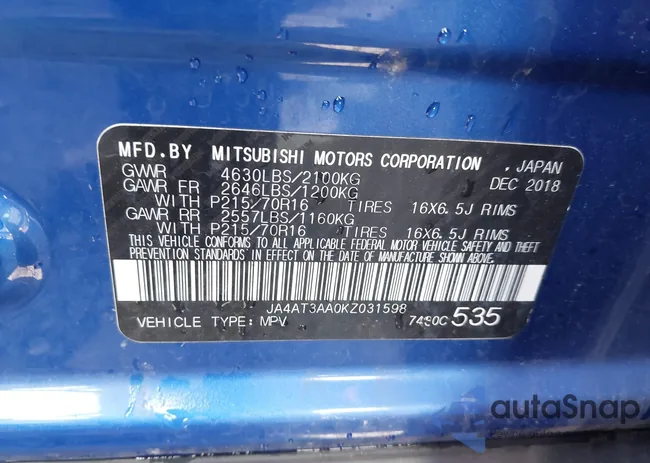 MFD.BY MITSUBISHI MOTORS CORPORATION , JAPAN
GVWR 4630LBS/2100KG DEC 2018
GAWR FR 2646LBS/1200KG
WITH P215/70R16 TIRES 16X6.5J RIMS
GAWR RR 2557LBS/1160KG
WITH P215/70R16 TIRES 16X6.5J RIMS
THIS VEHICLE CONFORMS TO ALL APPLICABLE FEDERAL MOTOR VEHICLE SAFETY AND THEFT
PREVENTION STANDARDS IN EFFECT ON THE DATE OF MANUFACTURE SHOWN ABOVE.
JA4AT3AA0KZ031598
VEHICLE TYPE: MPV 535
autoSnap